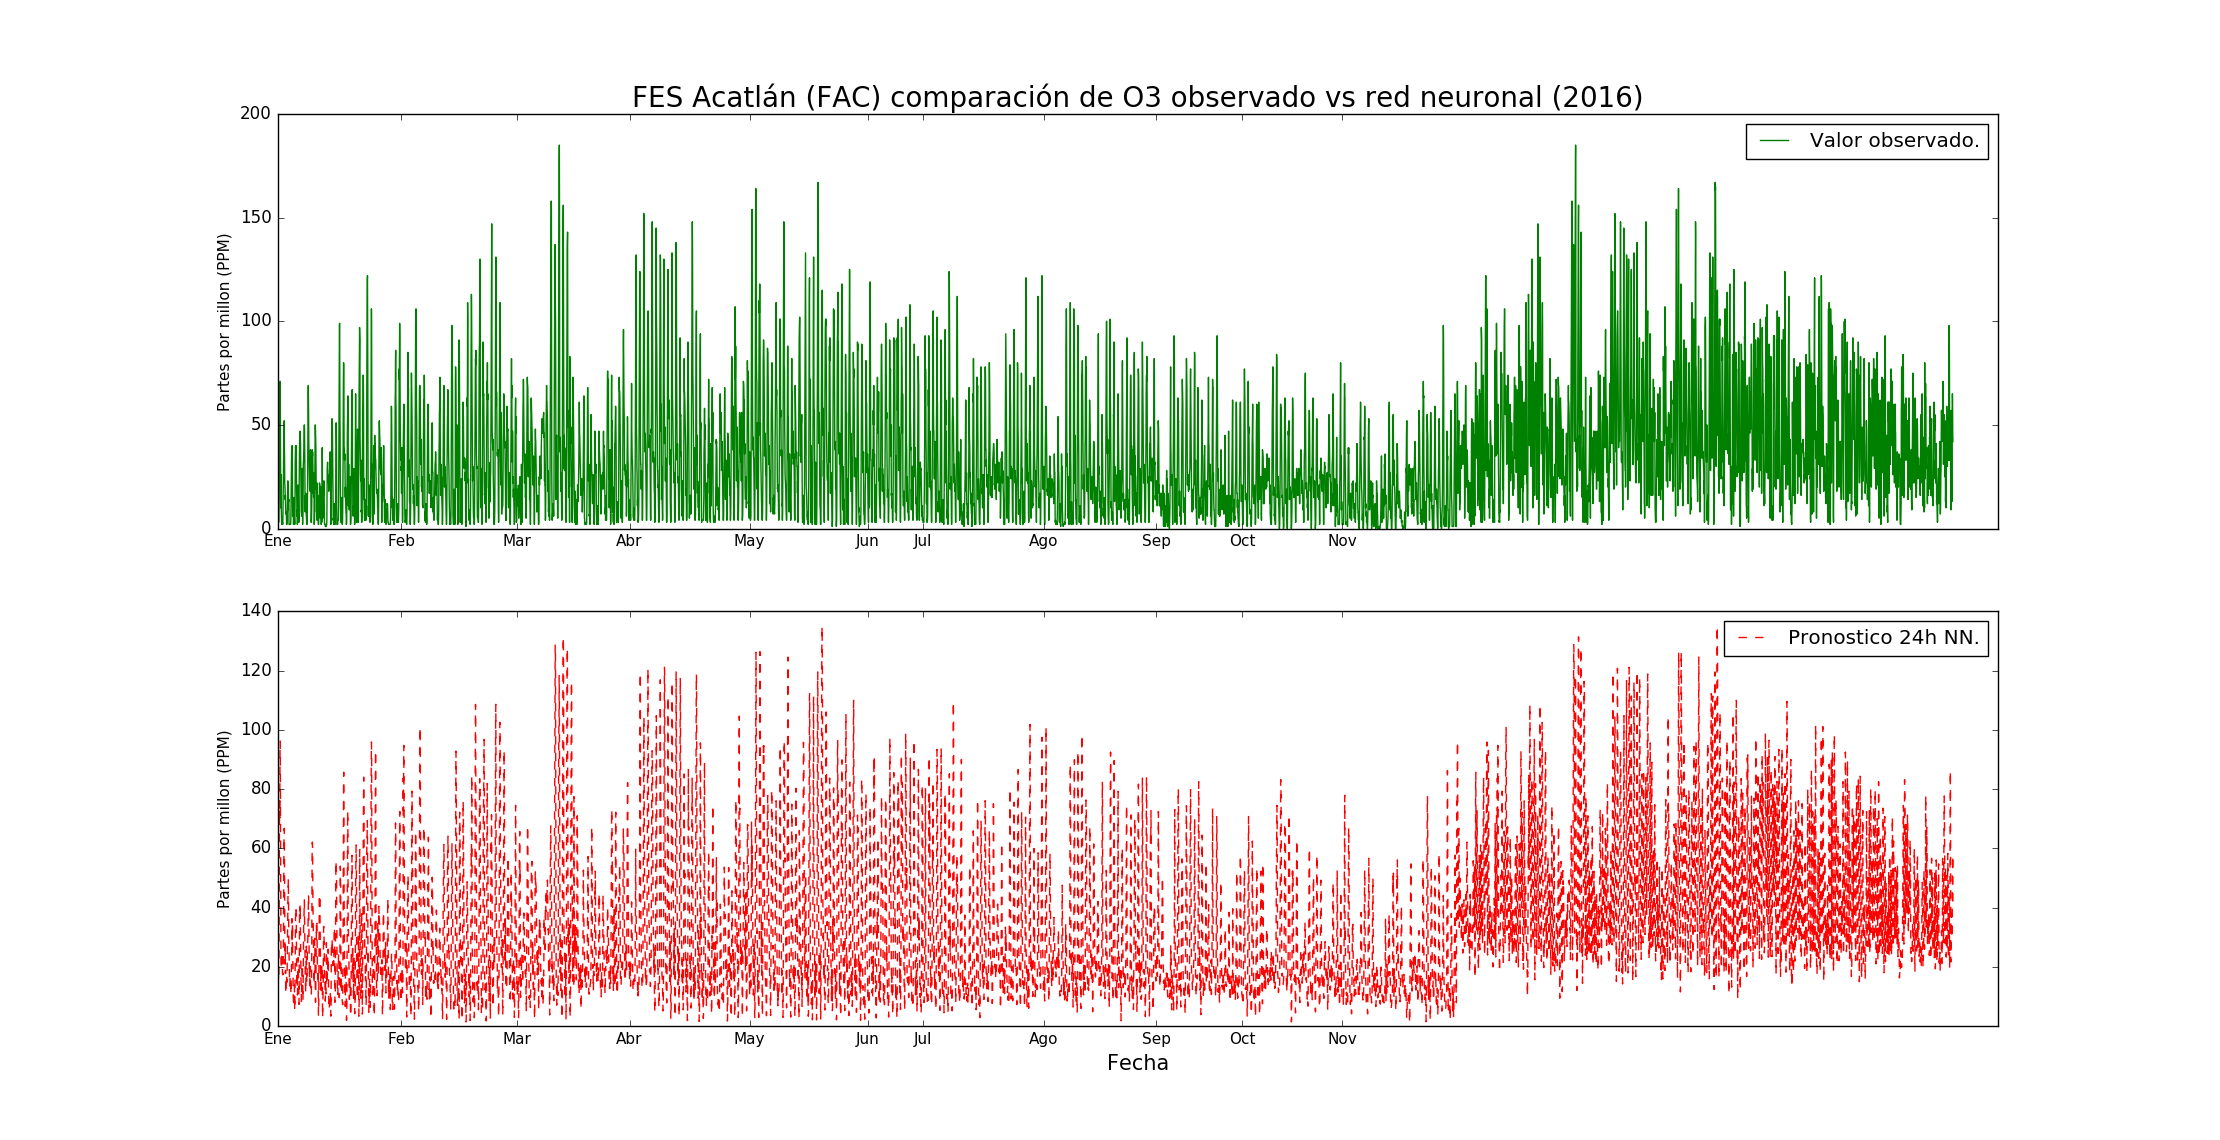 FES Acatlán (FAC) comparación de O3 observado vs red neuronal (2016)
200
150
100
50
0
Partes por millon (PPM)
Valor observado.
Ene Feb Mar Abr May Jun Jul Ago Sep Oct Nov
140
120
100
80
60
40
20
0
Partes por millon (PPM)
Pronostico 24h NN.
Ene Feb Mar Abr May Jun Jul Ago Sep Oct Nov
Fecha